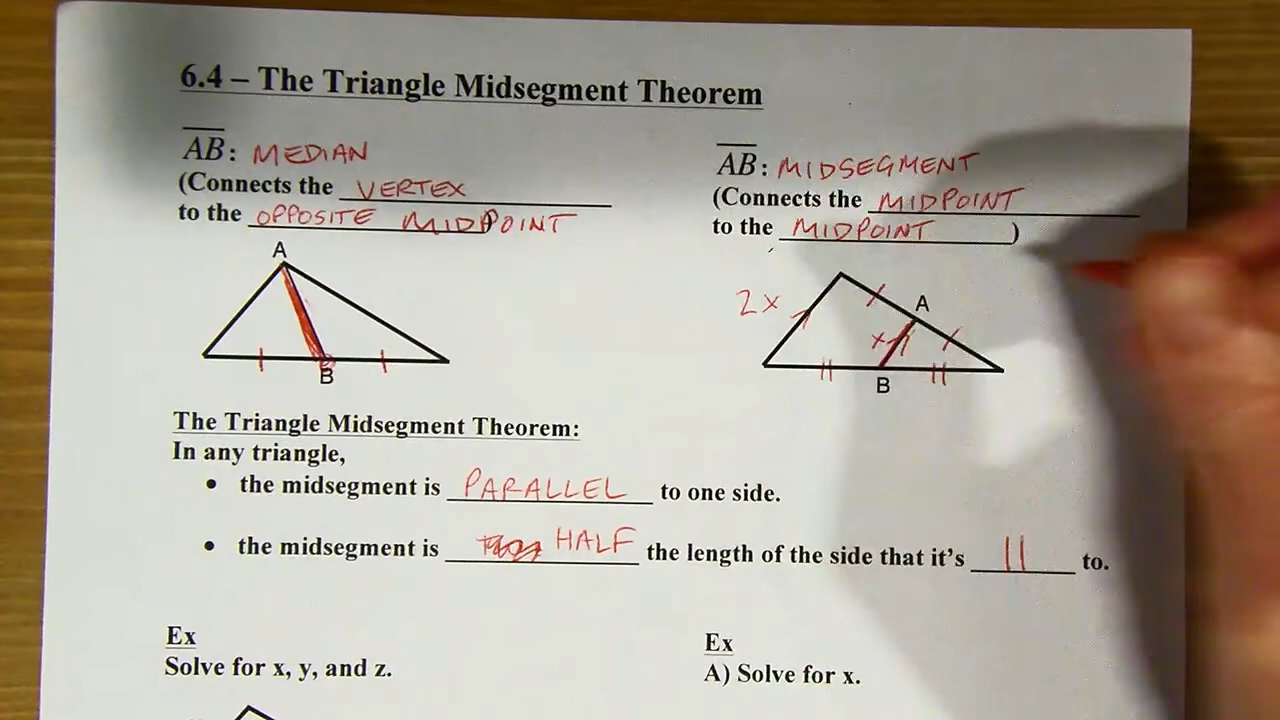 6.4 – The Triangle Midsegment Theorem
AB: MEDIAN
(Connects the VERTEX
to the OPPOSITE MIDPOINT
A
B
AB: MIDSEGMENT
(Connects the MIDPOINT
to the MIDPOINT )
2x
A
x
B
The Triangle Midsegment Theorem:
In any triangle,
• the midsegment is PARALLEL to one side.
• the midsegment is HALF the length of the side that it's || to.
Ex
Solve for x, y, and z.
Ex
A) Solve for x.